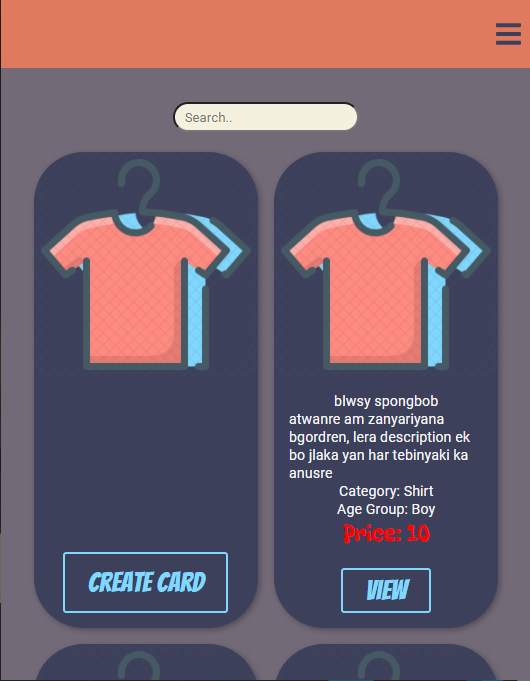 Search..
CREATE CARD
blwsy spongbob
atwanre am zanyariyana
bgordren, lera description ek
bo jlaka yan har tebinyaki ka
anusre
Category: Shirt
Age Group: Boy
Price: 10
VIEW